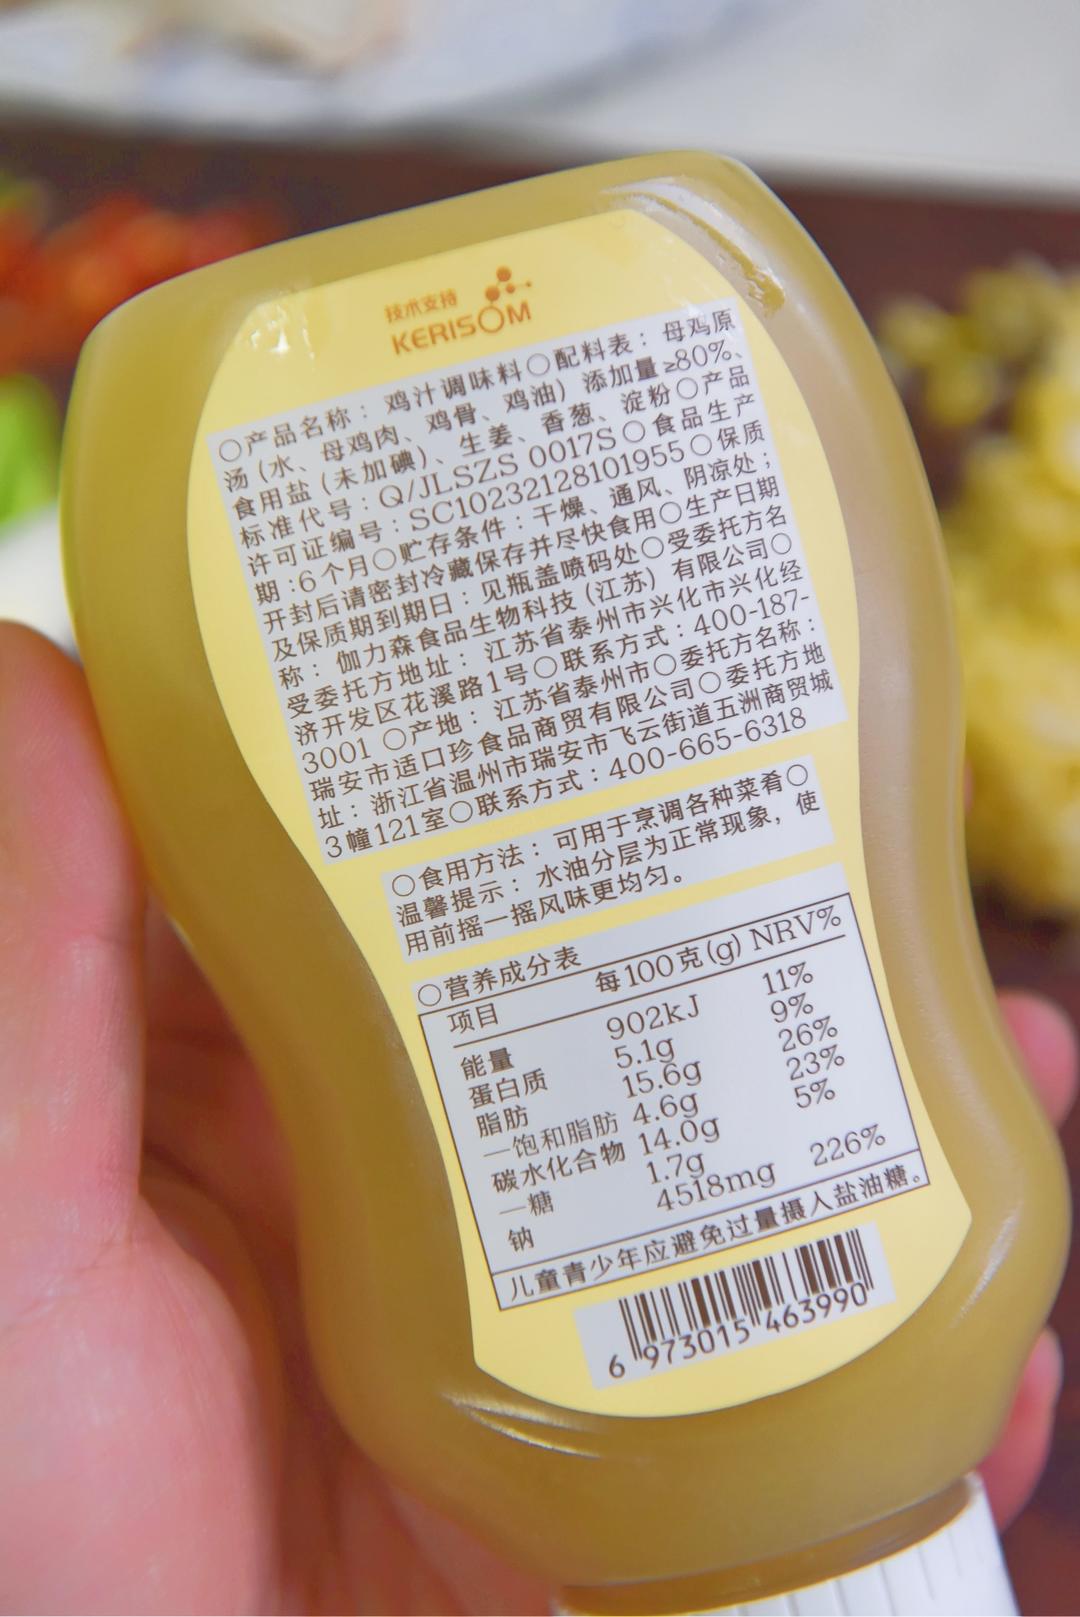 技术支持
KERISOM
○产品名称：鸡汁调味料○配料表：母鸡原
汤(水、母鸡肉、鸡骨、鸡油)添加量≥80%、
食用盐(未加碘)、生姜、香葱、淀粉○产品
标准代号：Q/JLSZS 0017S○食品生产
许可证编号：SC10232128101955○保质
期:6个月○贮存条件：干燥、通风、阴凉处；
开封后请密封冷藏保存并尽快食用○生产日期
及保质期到期日：见瓶盖喷码处○受委托方名
称：伽力森食品生物科技(江苏)有限公司○
受委托方地址：江苏省泰州市兴化市兴化经
济开发区花溪路1号○联系方式：400-187-
3001○产地：江苏省泰州市○委托方名称：
瑞安市适口珍食品商贸有限公司○委托方地
址：浙江省温州市瑞安市飞云街道五洲商贸城
3幢121室○联系方式：400-665-6318
○食用方法：可用于烹调各种菜肴○
温馨提示：水油分层为正常现象，使
用前摇一摇风味更均匀。
○营养成分表
项目 每100克(g) NRV%
能量 902kJ 11%
蛋白质 5.1g 9%
脂肪 15.6g 26%
—饱和脂肪 4.6g 23%
碳水化合物 14.0g 5%
—糖 1.7g
钠 4518mg 226%
儿童青少年应避免过量摄入盐油糖。
6 973015 463990